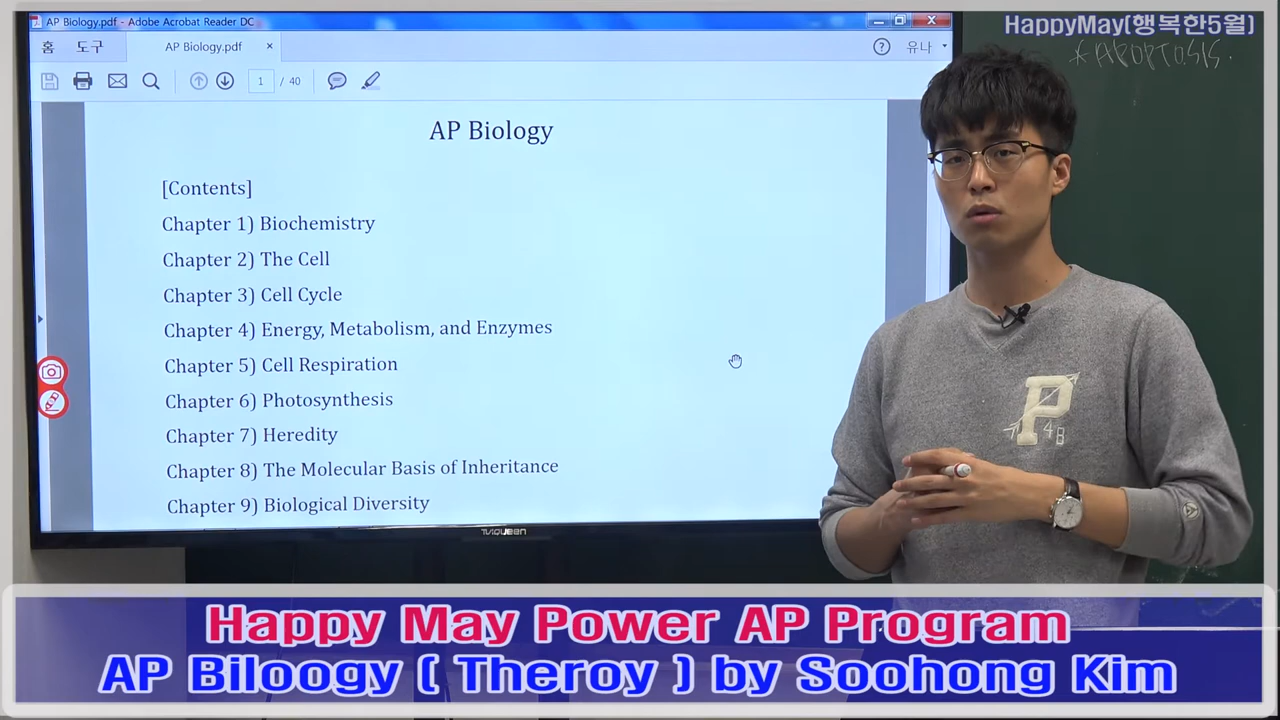 AP Biology.pdf - Adobe Acrobat Reader DC
HappyMay(행복한5월)
홈 도구 AP Biology.pdf × ? 유나
*APOPTOSIS.
1 / 40
AP Biology
[Contents]
Chapter 1) Biochemistry
Chapter 2) The Cell
Chapter 3) Cell Cycle
Chapter 4) Energy, Metabolism, and Enzymes
Chapter 5) Cell Respiration
Chapter 6) Photosynthesis
Chapter 7) Heredity
Chapter 8) The Molecular Basis of Inheritance
Chapter 9) Biological Diversity
P
48
Happy May Power AP Program
AP Biloogy ( Theroy ) by Soohong Kim